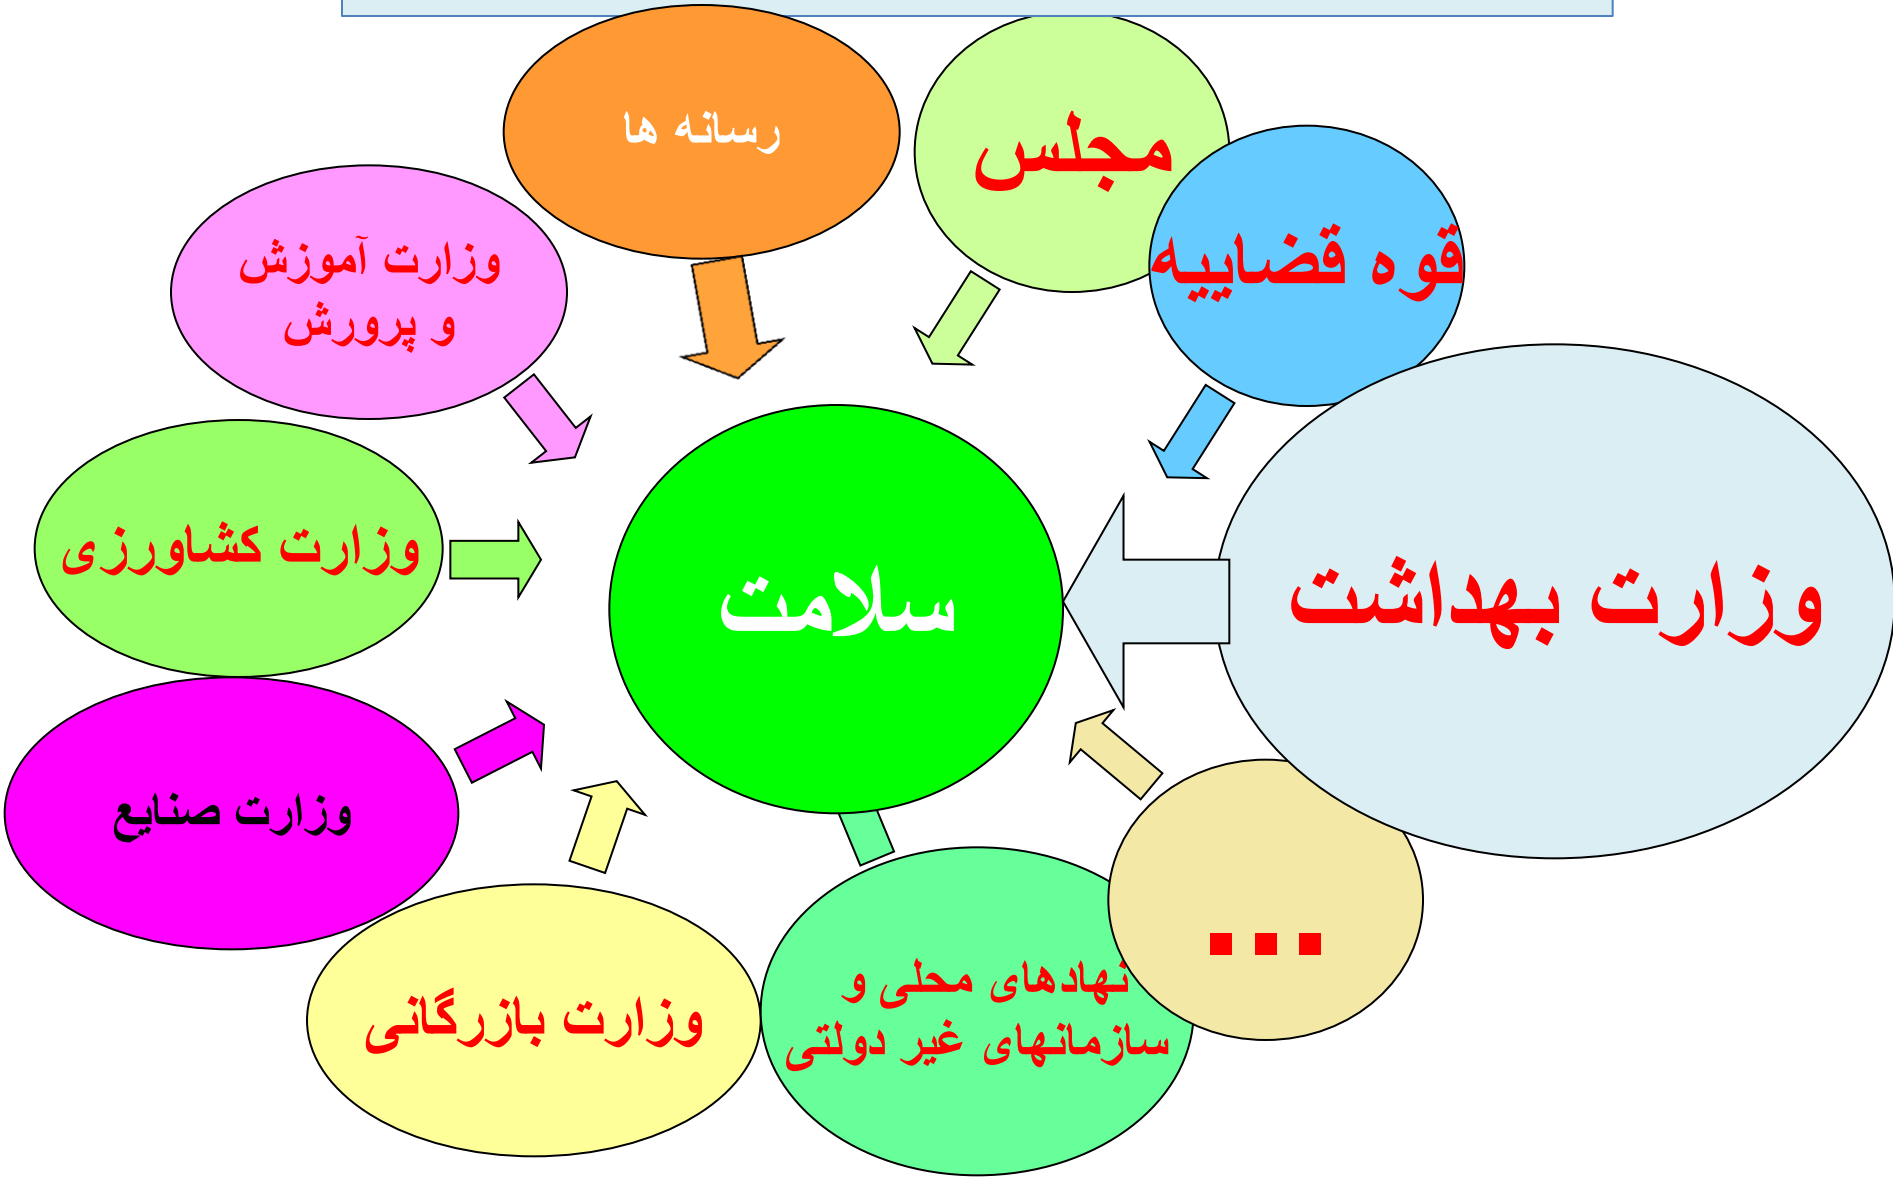 رسانه ها
مجلس
قوه قضاییه
وزارت آموزش
و پرورش
وزارت کشاورزی
سلامت
وزارت بهداشت
وزارت صنایع
...
وزارت بازرگانی
نهادهای محلی و
سازمانهای غیر دولتی